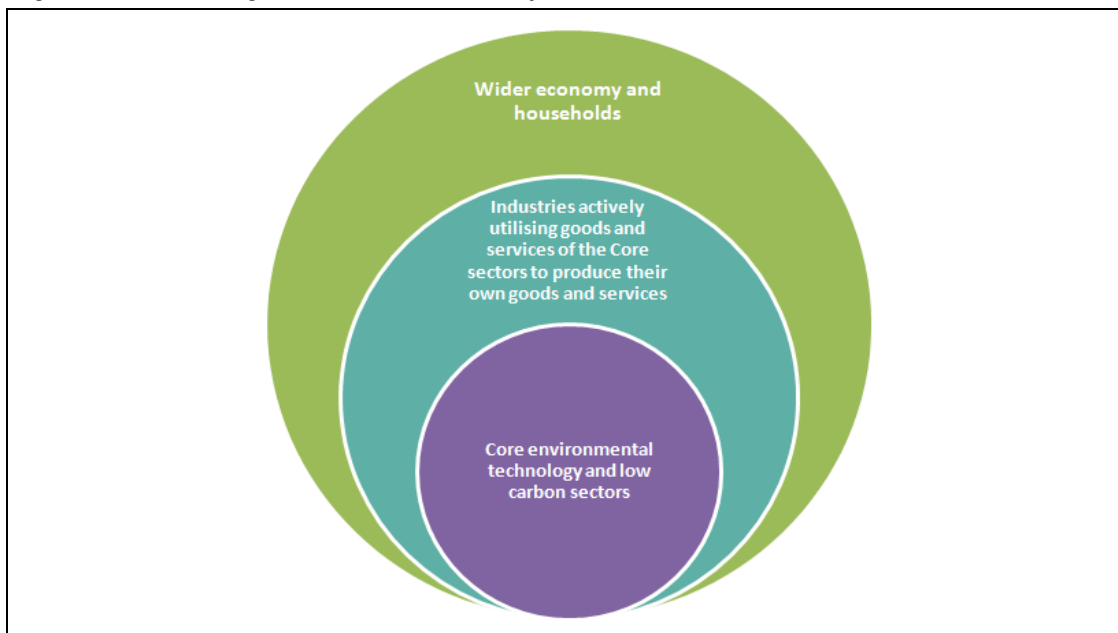 Wider economy and
households
Industries actively
utilising goods and
services of the Core
sectors to produce their
own goods and services
Core environmental
technology and low
carbon sectors